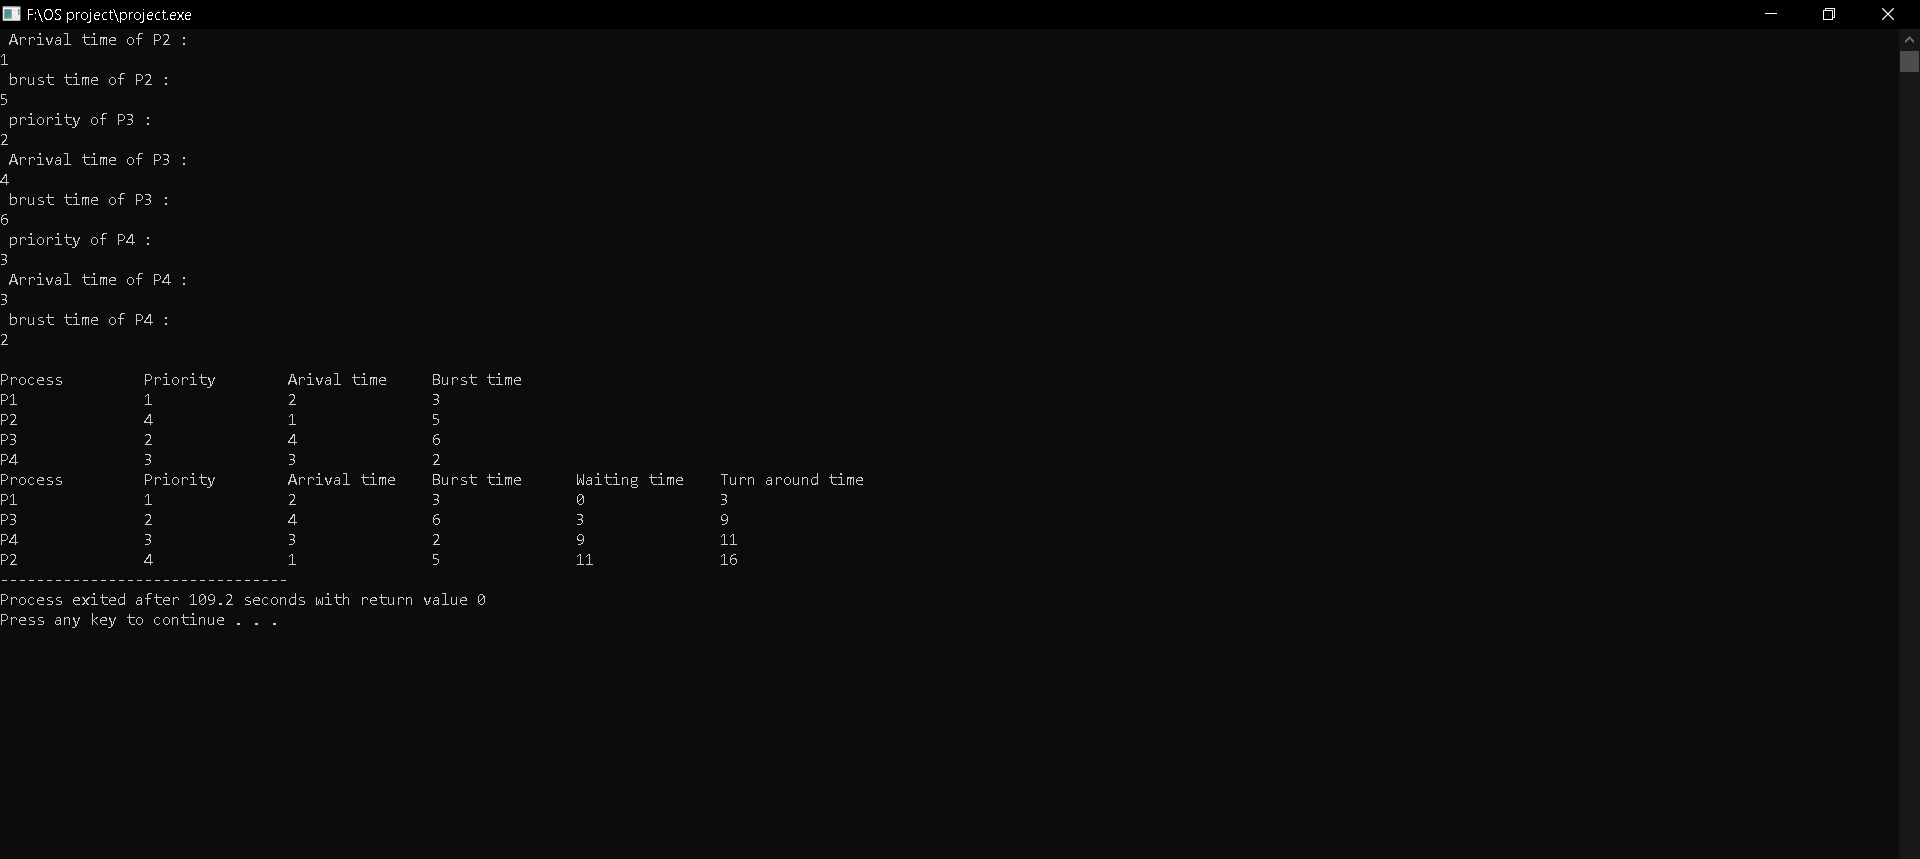 F:\OS project\project.exe
Arrival time of P2 :
1
brust time of P2 :
5
priority of P3 :
2
Arrival time of P3 :
4
brust time of P3 :
6
priority of P4 :
3
Arrival time of P4 :
3
brust time of P4 :
2
Process Priority Arival time Burst time
P1 1 2 3
P2 4 1 5
P3 2 4 6
P4 3 3 2
Process Priority Arrival time Burst time Waiting time Turn around time
P1 1 2 3 0 3
P3 2 4 6 3 9
P4 3 3 2 9 11
P2 4 1 5 11 16
--------------------------------
Process exited after 109.2 seconds with return value 0
Press any key to continue . . .